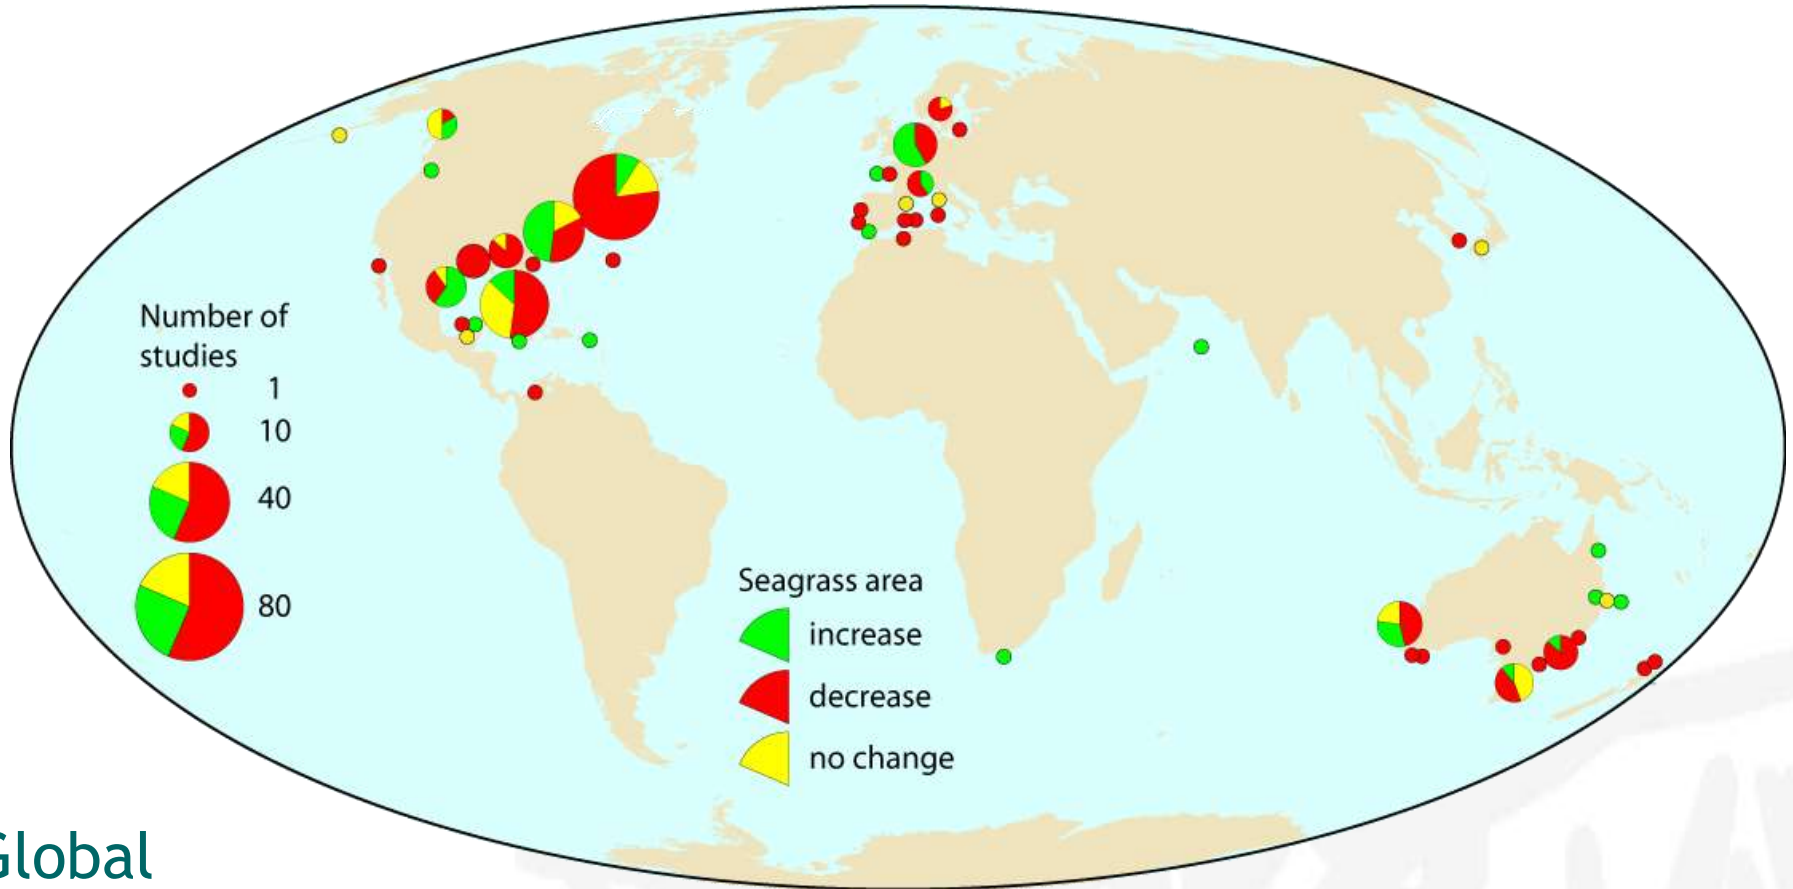 Number of
studies
1
10
40
80
Seagrass area
increase
decrease
no change
Global